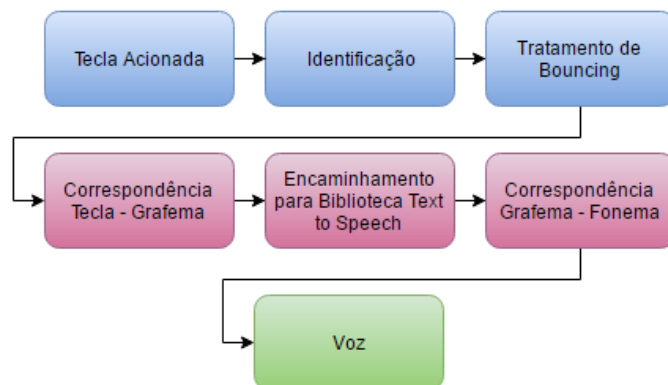 Tecla Acionada
Identificação
Tratamento de
Bouncing
Correspondência
Tecla - Grafema
Encaminhamento
para Biblioteca Text
to Speech
Correspondência
Grafema - Fonema
Voz